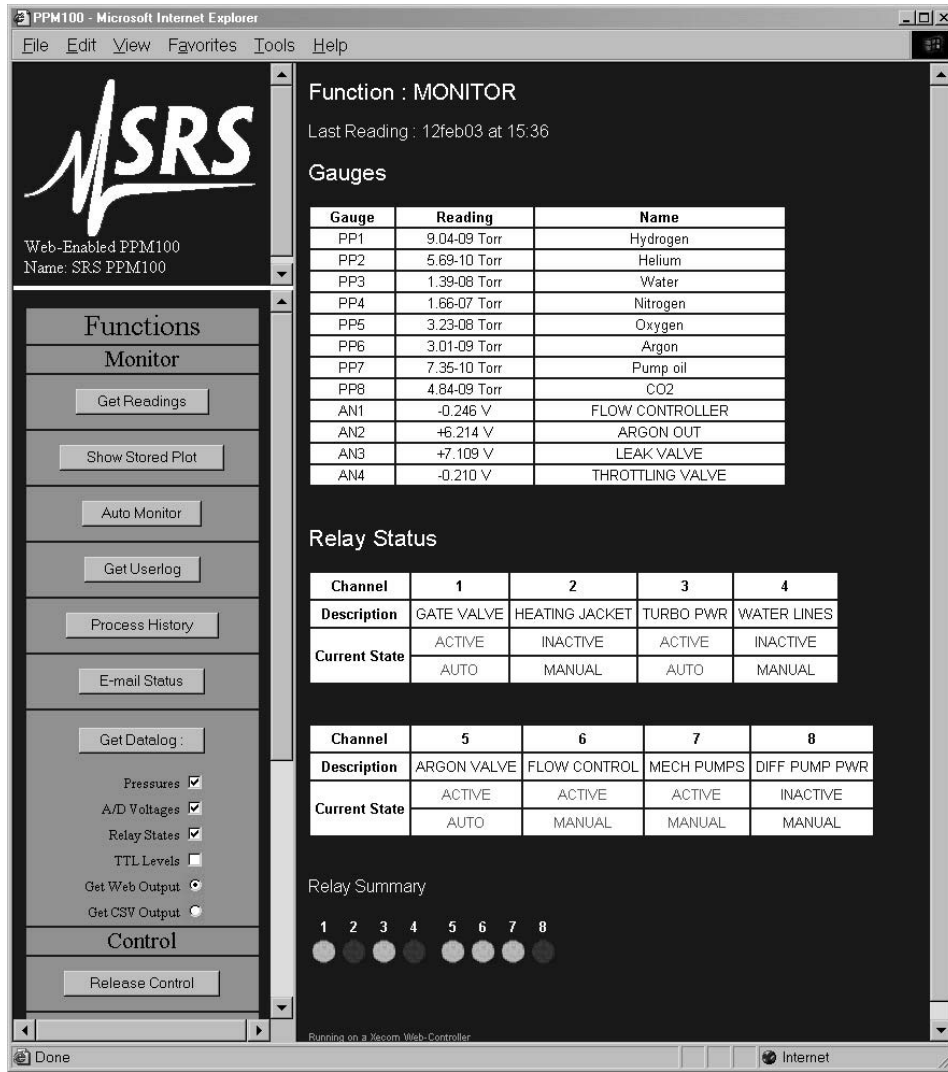 PPM100 - Microsoft Internet Explorer
File Edit View Favorites Tools Help
SRS
Web-Enabled PPM100
Name: SRS PPM100
Functions
Monitor
Get Readings
Show Stored Plot
Auto Monitor
Get Userlog
Process History
E-mail Status
Get Datalog :
Pressures
A/D Voltages
Relay States
TTL Levels
Get Web Output
Get CSV Output
Control
Release Control
Function : MONITOR
Last Reading : 12feb03 at 15:36
Gauges
Gauge Reading Name
PP1 9.04-09 Torr Hydrogen
PP2 5.69-10 Torr Helium
PP3 1.39-08 Torr Water
PP4 1.66-07 Torr Nitrogen
PP5 3.23-08 Torr Oxygen
PP6 3.01-09 Torr Argon
PP7 7.35-10 Torr Pump oil
PP8 4.84-09 Torr CO2
AN1 -0.246 V FLOW CONTROLLER
AN2 +6.214 V ARGON OUT
AN3 +7.109 V LEAK VALVE
AN4 -0.210 V THROTTLING VALVE
Relay Status
Channel 1 2 3 4
Description GATE VALVE HEATING JACKET TURBO PWR WATER LINES
Current State ACTIVE INACTIVE ACTIVE INACTIVE
AUTO MANUAL AUTO MANUAL
Channel 5 6 7 8
Description ARGON VALVE FLOW CONTROL MECH PUMPS DIFF PUMP PWR
Current State ACTIVE ACTIVE ACTIVE INACTIVE
AUTO MANUAL MANUAL MANUAL
Relay Summary
1 2 3 4 5 6 7 8
Running on a Xecom Web-Controller
Done Internet